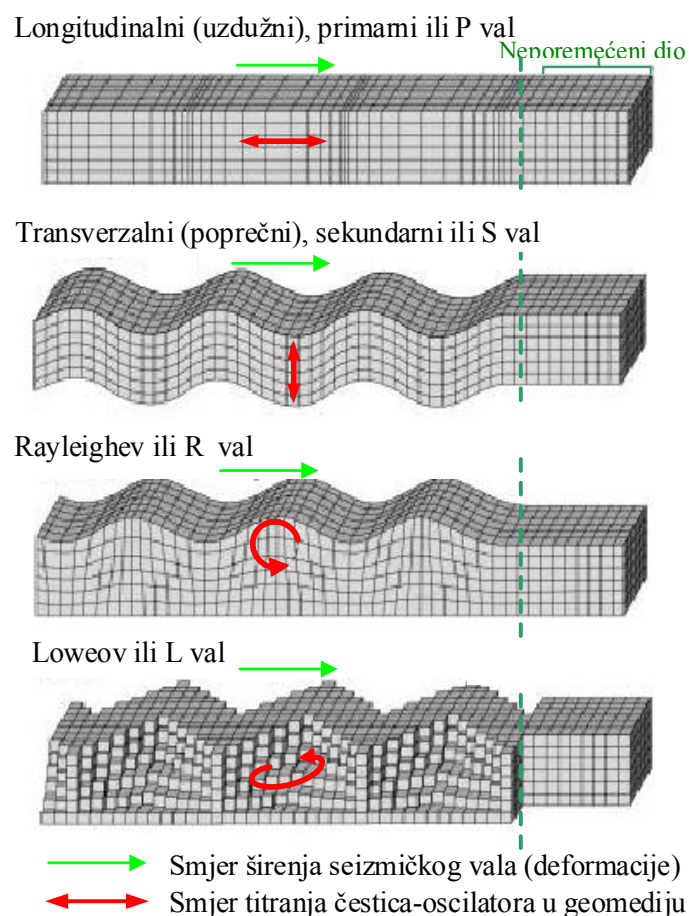 Longitudinalni (uzdužni), primarni ili P val
Neporemećeni dio
Transverzalni (poprečni), sekundarni ili S val
Rayleighev ili R val
Loweov ili L val
Smjer širenja seizmičkog vala (deformacije)
Smjer titranja čestica-oscilatora u geomediju